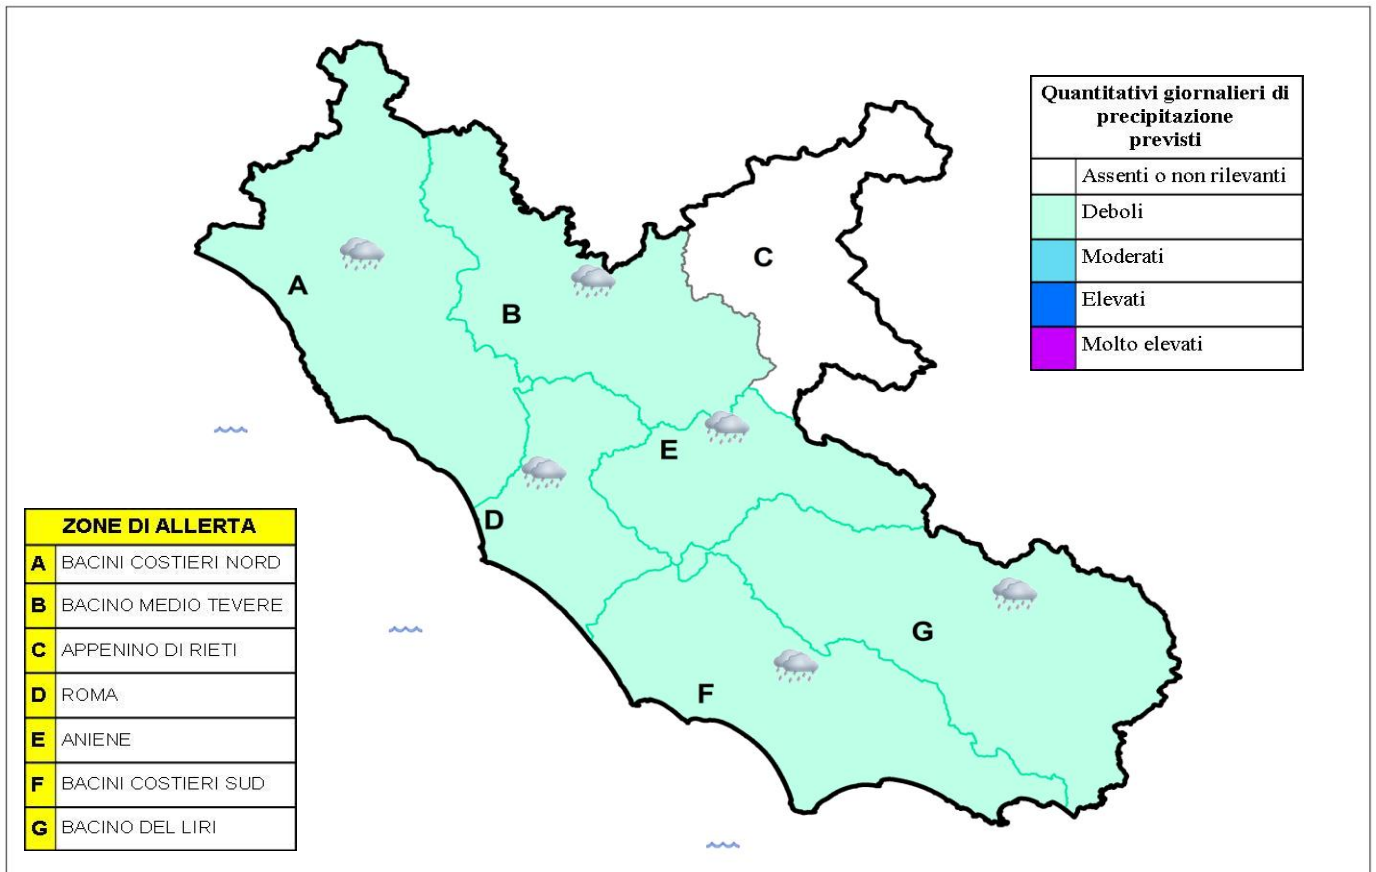 Quantitativi giornalieri di
precipitazione
previsti
Assenti o non rilevanti
Deboli
Moderati
Elevati
Molto elevati
C
A
B
E
D
G
F
ZONE DI ALLERTA
A BACINI COSTIERI NORD
B BACINO MEDIO TEVERE
C APPENINO DI RIETI
D ROMA
E ANIENE
F BACINI COSTIERI SUD
G BACINO DEL LIRI